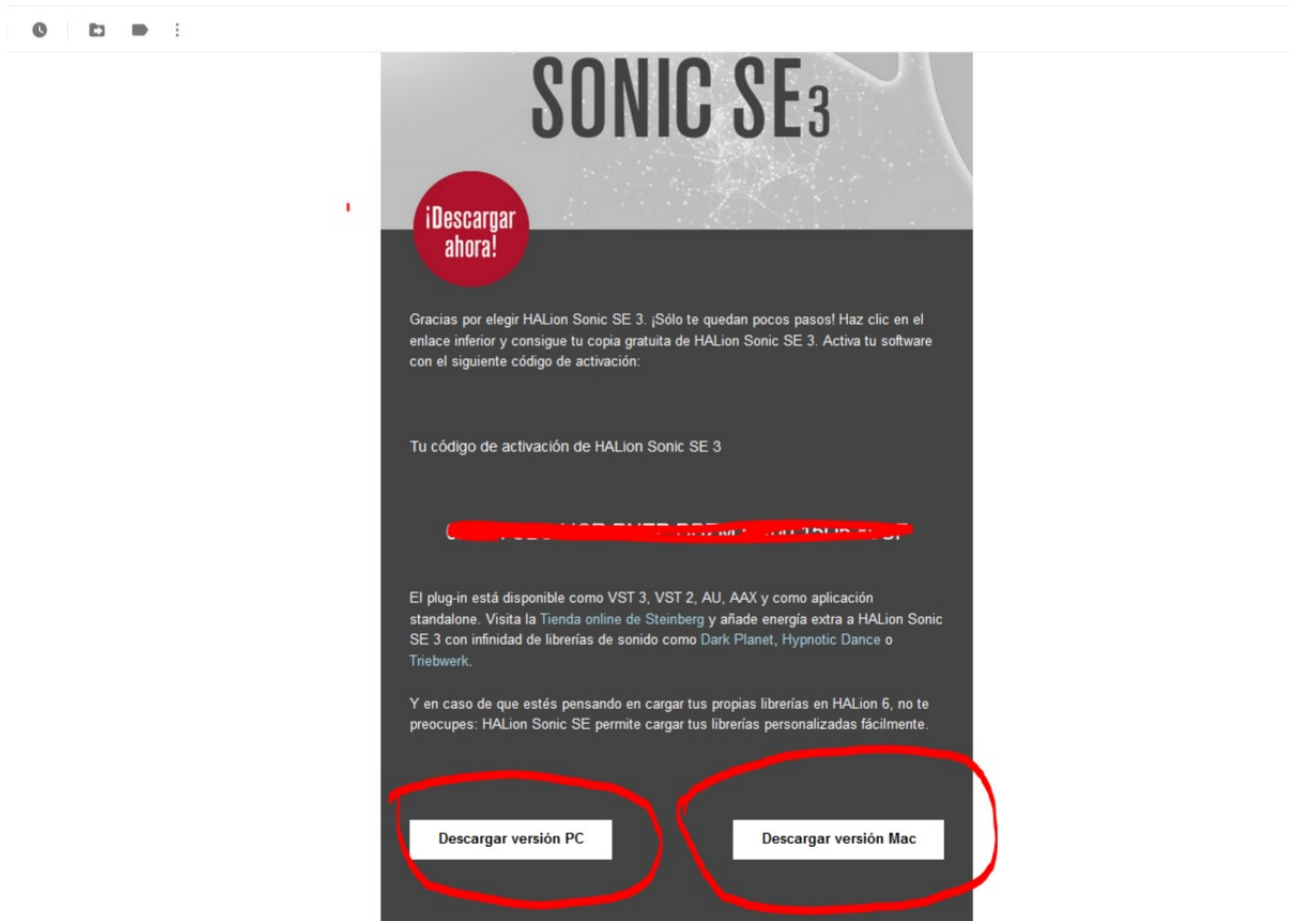 SONIC SE3
¡Descargar
ahora!
Gracias por elegir HALion Sonic SE 3. ¡Sólo te quedan pocos pasos! Haz clic en el
enlace inferior y consigue tu copia gratuita de HALion Sonic SE 3. Activa tu software
con el siguiente código de activación:
Tu código de activación de HALion Sonic SE 3
El plug-in está disponible como VST 3, VST 2, AU, AAX y como aplicación
standalone. Visita la Tienda online de Steinberg y añade energía extra a HALion Sonic
SE 3 con infinidad de librerías de sonido como Dark Planet, Hypnotic Dance o
Triebwerk.
Y en caso de que estés pensando en cargar tus propias librerías en HALion 6, no te
preocupes: HALion Sonic SE permite cargar tus librerías personalizadas fácilmente.
Descargar versión PC
Descargar versión Mac